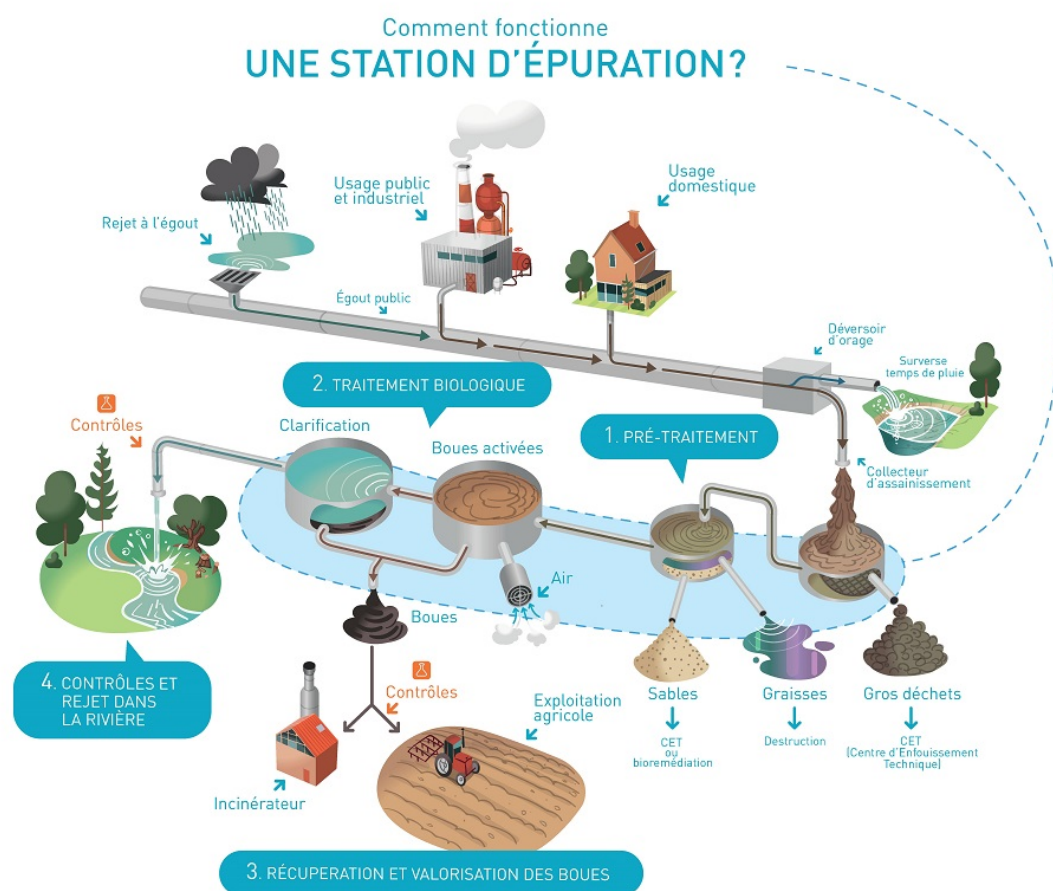 Comment fonctionne
UNE STATION D'ÉPURATION?
Rejet à l'égout
Usage public
et industriel
Usage
domestique
Égout public
Déversoir
d'orage
Surverse
temps de pluie
Collecteur
d'assainissement
1. PRÉ-TRAITEMENT
2. TRAITEMENT BIOLOGIQUE
Clarification
Boues activées
Contrôles
Air
Boues
Sables
CET
ou
bioremédiation
Graisses
Destruction
Gros déchets
CET
(Centre d'Enfouissement
Technique)
4. CONTRÔLES ET
REJET DANS
LA RIVIÈRE
Contrôles
Exploitation
agricole
Incinérateur
3. RÉCUPERATION ET VALORISATION DES BOUES